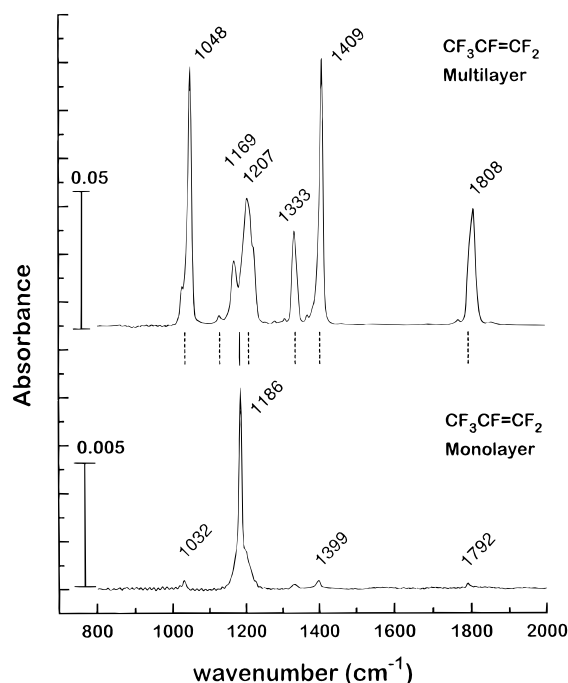 1048
1409
CF₃CF=CF₂
Multilayer
1169
1207
1333
1808
0.05
Absorbance
1186
CF₃CF=CF₂
Monolayer
0.005
1032
1399
1792
800 1000 1200 1400 1600 1800 2000
wavenumber (cm⁻¹)